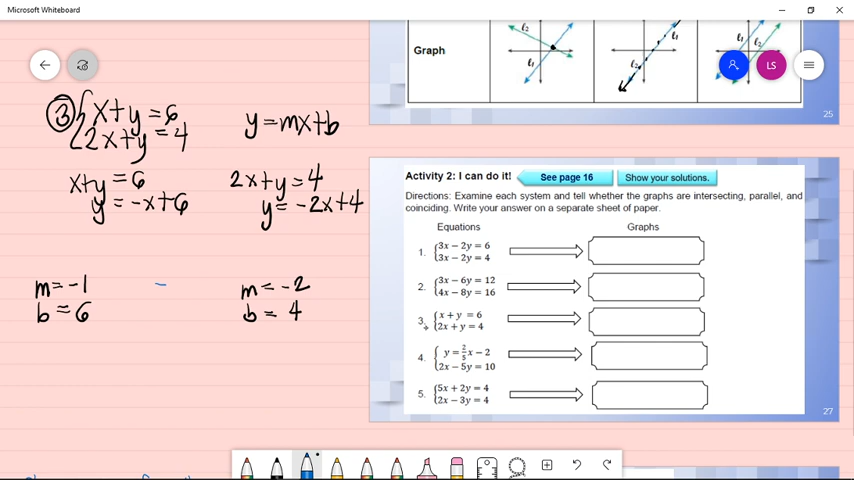 Microsoft Whiteboard
③ { x+y=6
{ 2x+y=4
y=mx+b
x+y=6
y=-x+6
2x+y=4
y=-2x+4
m=-1
b=6
-
m=-2
b=4
Graph
ℓ2
ℓ1
ℓ1
ℓ2
ℓ1
ℓ2
LS
25
Activity 2: I can do it!
See page 16
Show your solutions.
Directions: Examine each system and tell whether the graphs are intersecting, parallel, and
coinciding. Write your answer on a separate sheet of paper.
Equations Graphs
1. {3x − 2y = 6
{3x − 2y = 4
2. {3x − 6y = 12
{4x − 8y = 16
3. {x + y = 6
{2x + y = 4
4. { y = 2/5 x − 2
{2x − 5y = 10
5. {5x + 2y = 4
{2x − 3y = 4
27